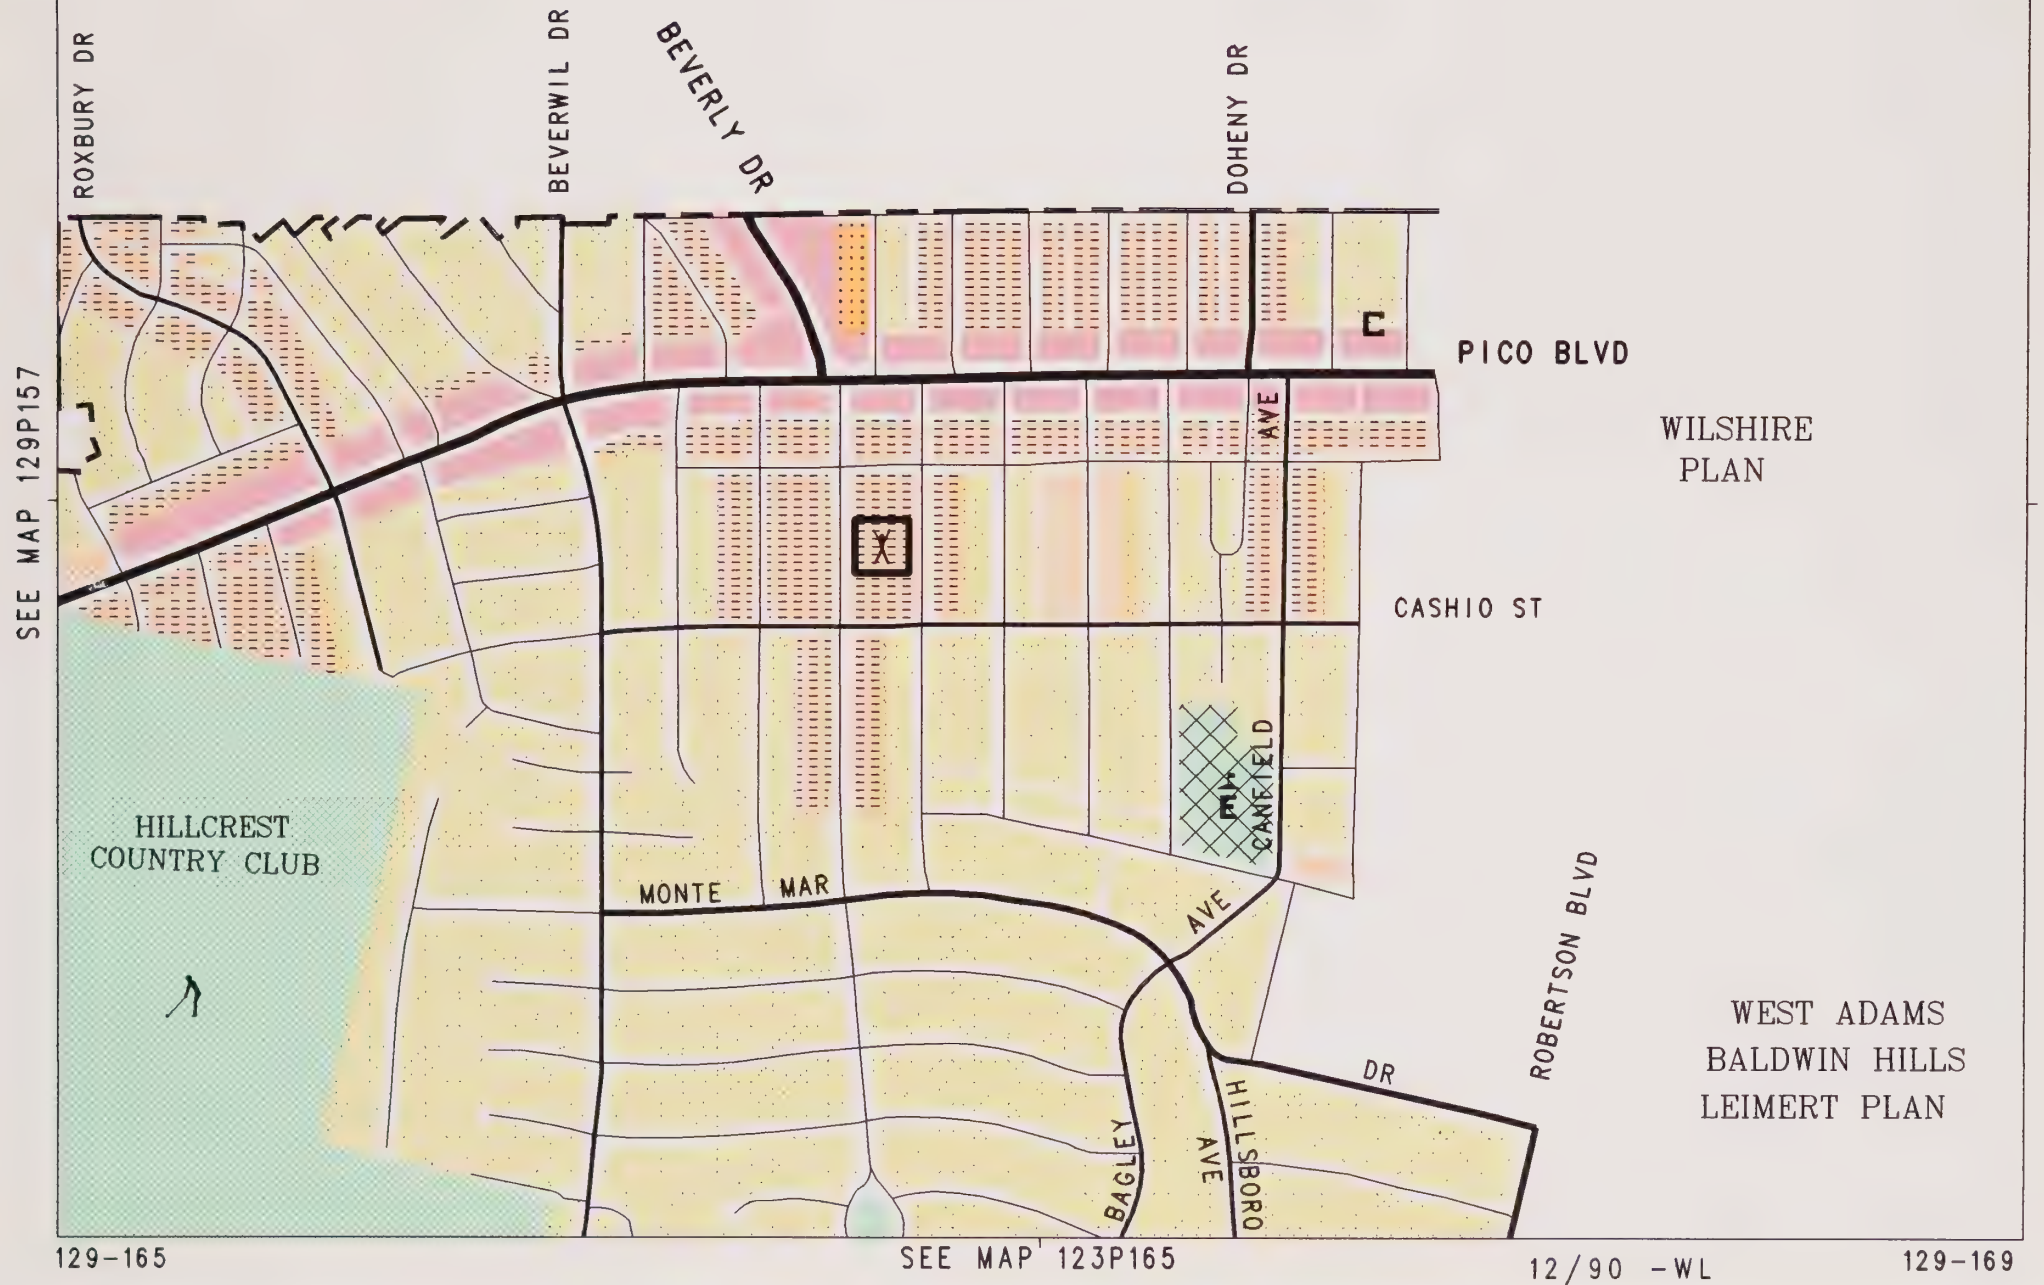 ROXBURY DR
BEVERWIL DR
BEVERLY DR
DOHENY DR
PICO BLVD
SEE MAP 129P157
AVE
WILSHIRE
PLAN
CASHIO ST
CANFIELD
E
HILLCREST
COUNTRY CLUB
MONTE MAR
AVE
ROBERTSON BLVD
WEST ADAMS
BALDWIN HILLS
LEIMERT PLAN
DR
BAGLEY
AVE
HILLSBORO
129-165
SEE MAP 123P165
12/90 -WL
129-169